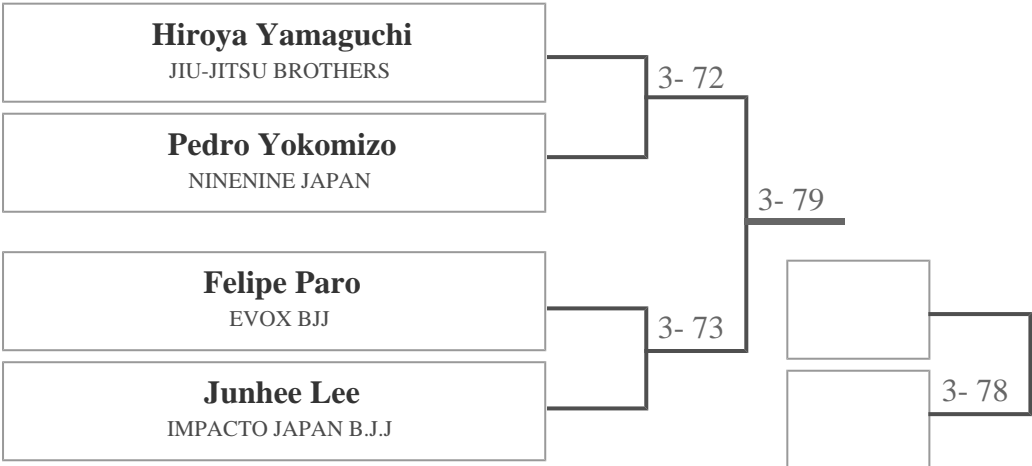 Hiroya Yamaguchi
JIU-JITSU BROTHERS
3- 72
Pedro Yokomizo
NINENINE JAPAN
3- 79
Felipe Paro
EVOX BJJ
3- 73
Junhee Lee
IMPACTO JAPAN B.J.J
3- 78